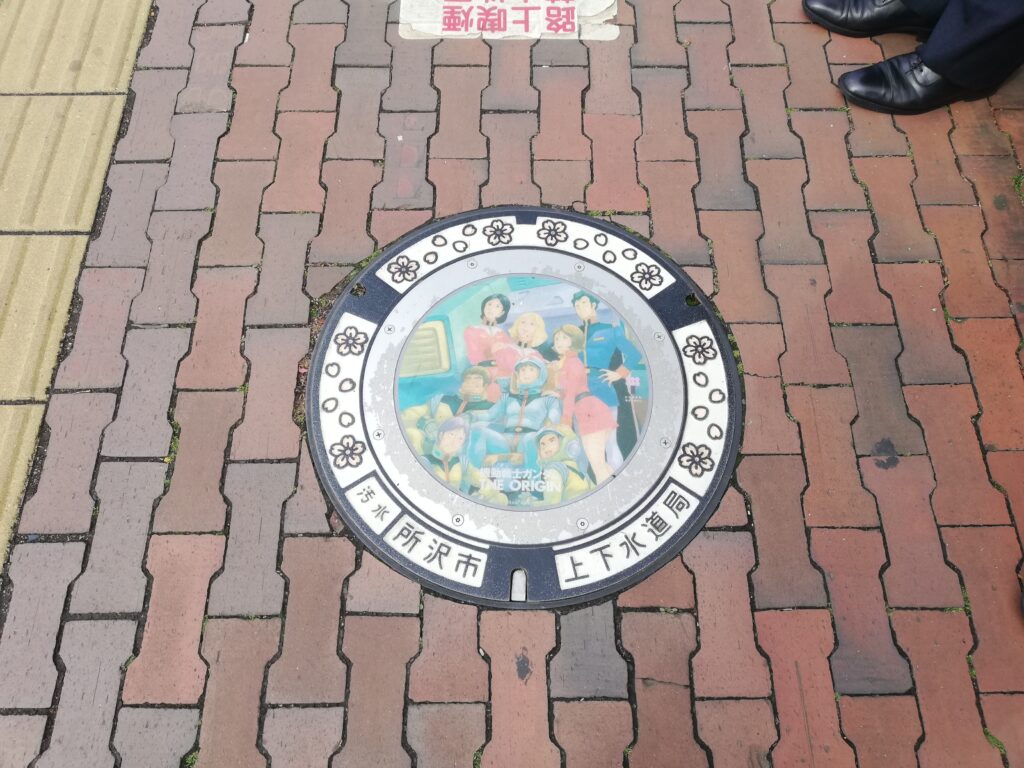 路上喫煙
機動戦士ガンダム
THE ORIGIN
汚水
所沢市
上下水道局